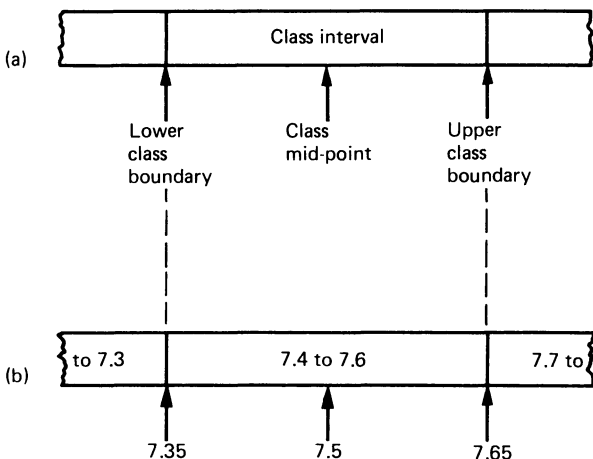 (a)
Class interval
Lower
class
boundary
Class
mid-point
Upper
class
boundary
(b)
to 7.3
7.4 to 7.6
7.7 to
7.35
7.5
7.65